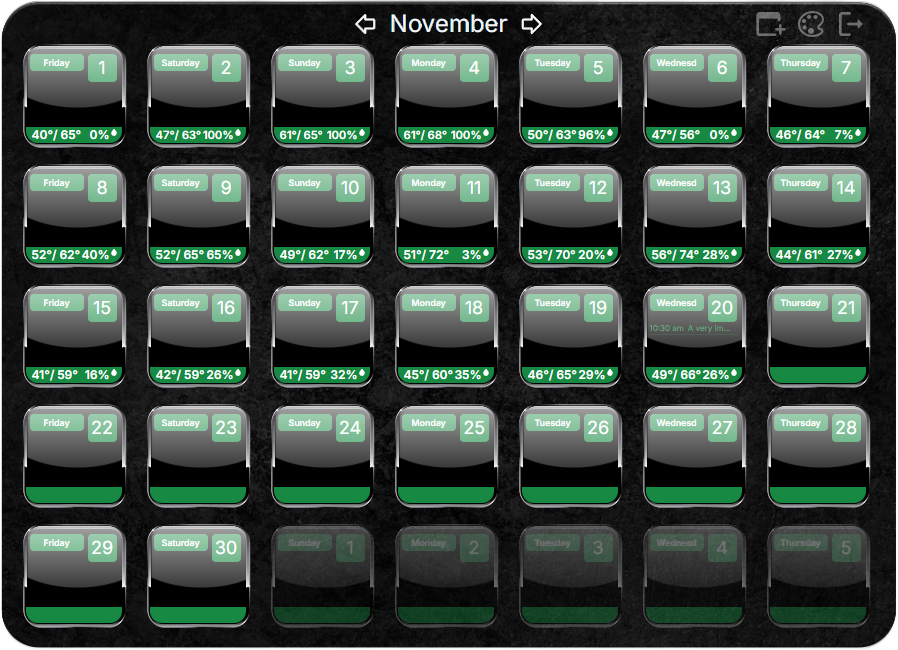 November
Friday 1 Saturday 2 Sunday 3 Monday 4 Tuesday 5 Wednesd 6 Thursday 7
40°/ 65° 0% 47°/ 63° 100% 61°/ 65° 100% 61°/ 68° 100% 50°/ 63° 96% 47°/ 56° 0% 46°/ 64° 7%
Friday 8 Saturday 9 Sunday 10 Monday 11 Tuesday 12 Wednesd 13 Thursday 14
52°/ 62° 40% 52°/ 65° 65% 49°/ 62° 17% 51°/ 72° 3% 53°/ 70° 20% 56°/ 74° 28% 44°/ 61° 27%
Friday 15 Saturday 16 Sunday 17 Monday 18 Tuesday 19 Wednesd 20 Thursday 21
10:30 am A very im...
41°/ 59° 16% 42°/ 59° 26% 41°/ 59° 32% 45°/ 60° 35% 46°/ 65° 29% 49°/ 66° 26%
Friday 22 Saturday 23 Sunday 24 Monday 25 Tuesday 26 Wednesd 27 Thursday 28
Friday 29 Saturday 30 Sunday 1 Monday 2 Tuesday 3 Wednesd 4 Thursday 5